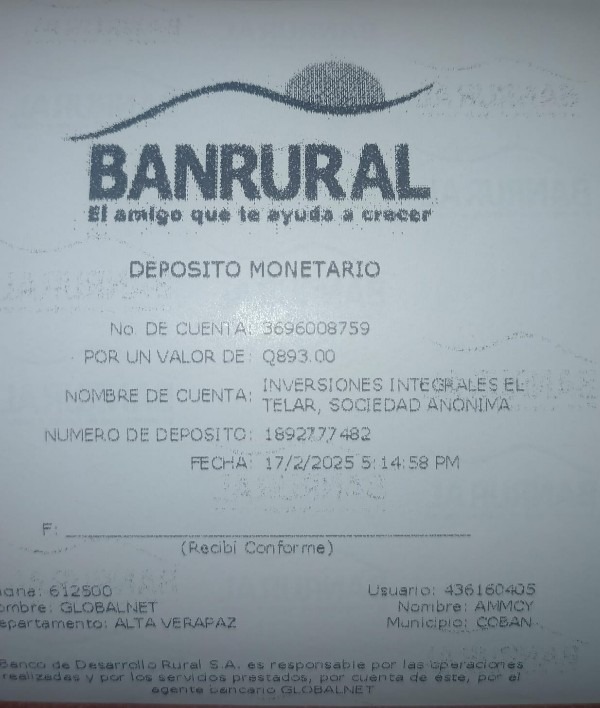 BANRURAL
El amigo que te ayuda a crecer
DEPOSITO MONETARIO
No. DE CUENTA: 3696008759
POR UN VALOR DE: Q893.00
NOMBRE DE CUENTA: INVERSIONES INTEGRALES EL
TELAR, SOCIEDAD ANONIMA
NUMERO DE DEPOSITO: 1892777482
FECHA: 17/2/2025 5:14:58 PM
F:
(Recibi Conforme)
612500 Usuario: 436160405
ombre: GLOBALNET Nombre: AMMCY
epartamento: ALTA VERAPAZ Municipio: COBAN
Banco de Desarrollo Rural S.A. es responsable por las operaciones
realizadas y por los servicios prestados, por cuenta de éste, por el
agente bancario GLOBALNET